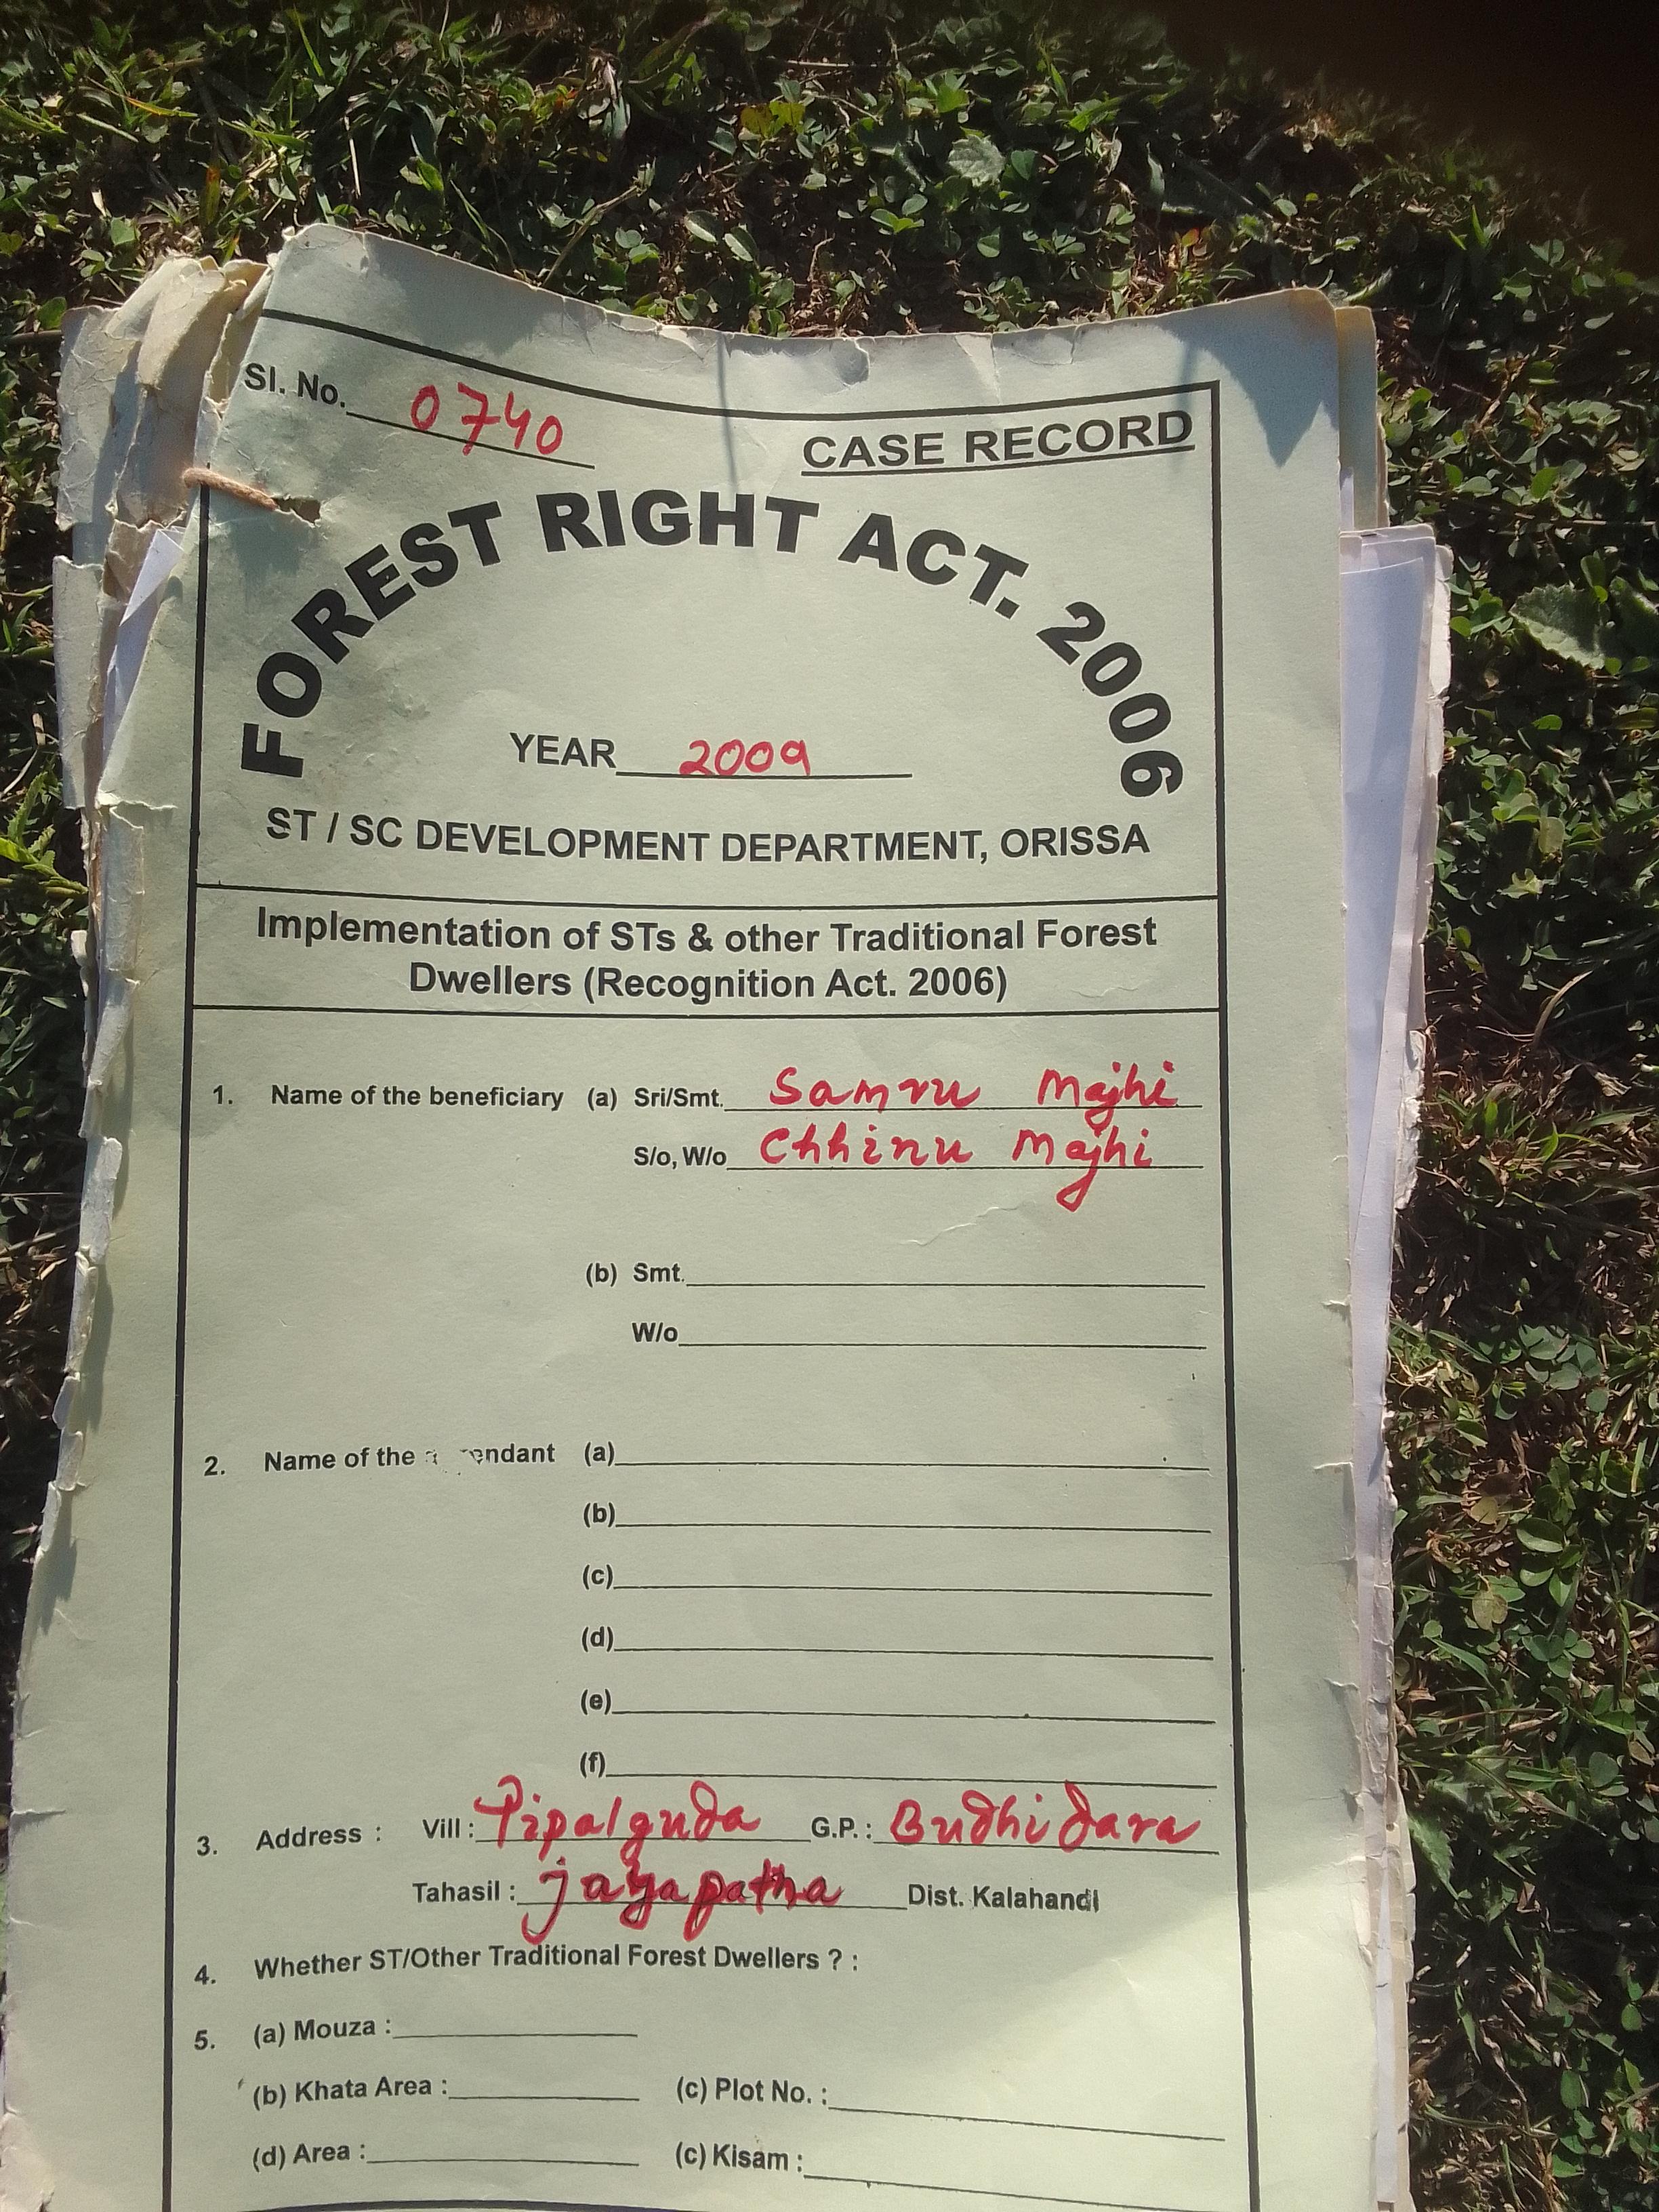 Sl. No. 0740
CASE RECORD
FOREST RIGHT ACT. 2006
YEAR 2009
ST / SC DEVELOPMENT DEPARTMENT, ORISSA
Implementation of STs & other Traditional Forest
Dwellers (Recognition Act. 2006)
1. Name of the beneficiary (a) Sri/Smt. Samru Majhi
S/o, W/o Chhinu Majhi
(b) Smt.
W/o
2. Name of the (a)
(b)
(c)
(d)
(e)
(f)
3. Address : Vill : Pipalguda G.P. : Budhidara
Tahasil : jayapatna Dist. Kalahandi
4. Whether ST/Other Traditional Forest Dwellers ? :
5. (a) Mouza :
(b) Khata Area : (c) Plot No. :
(d) Area : (c) Kisam :